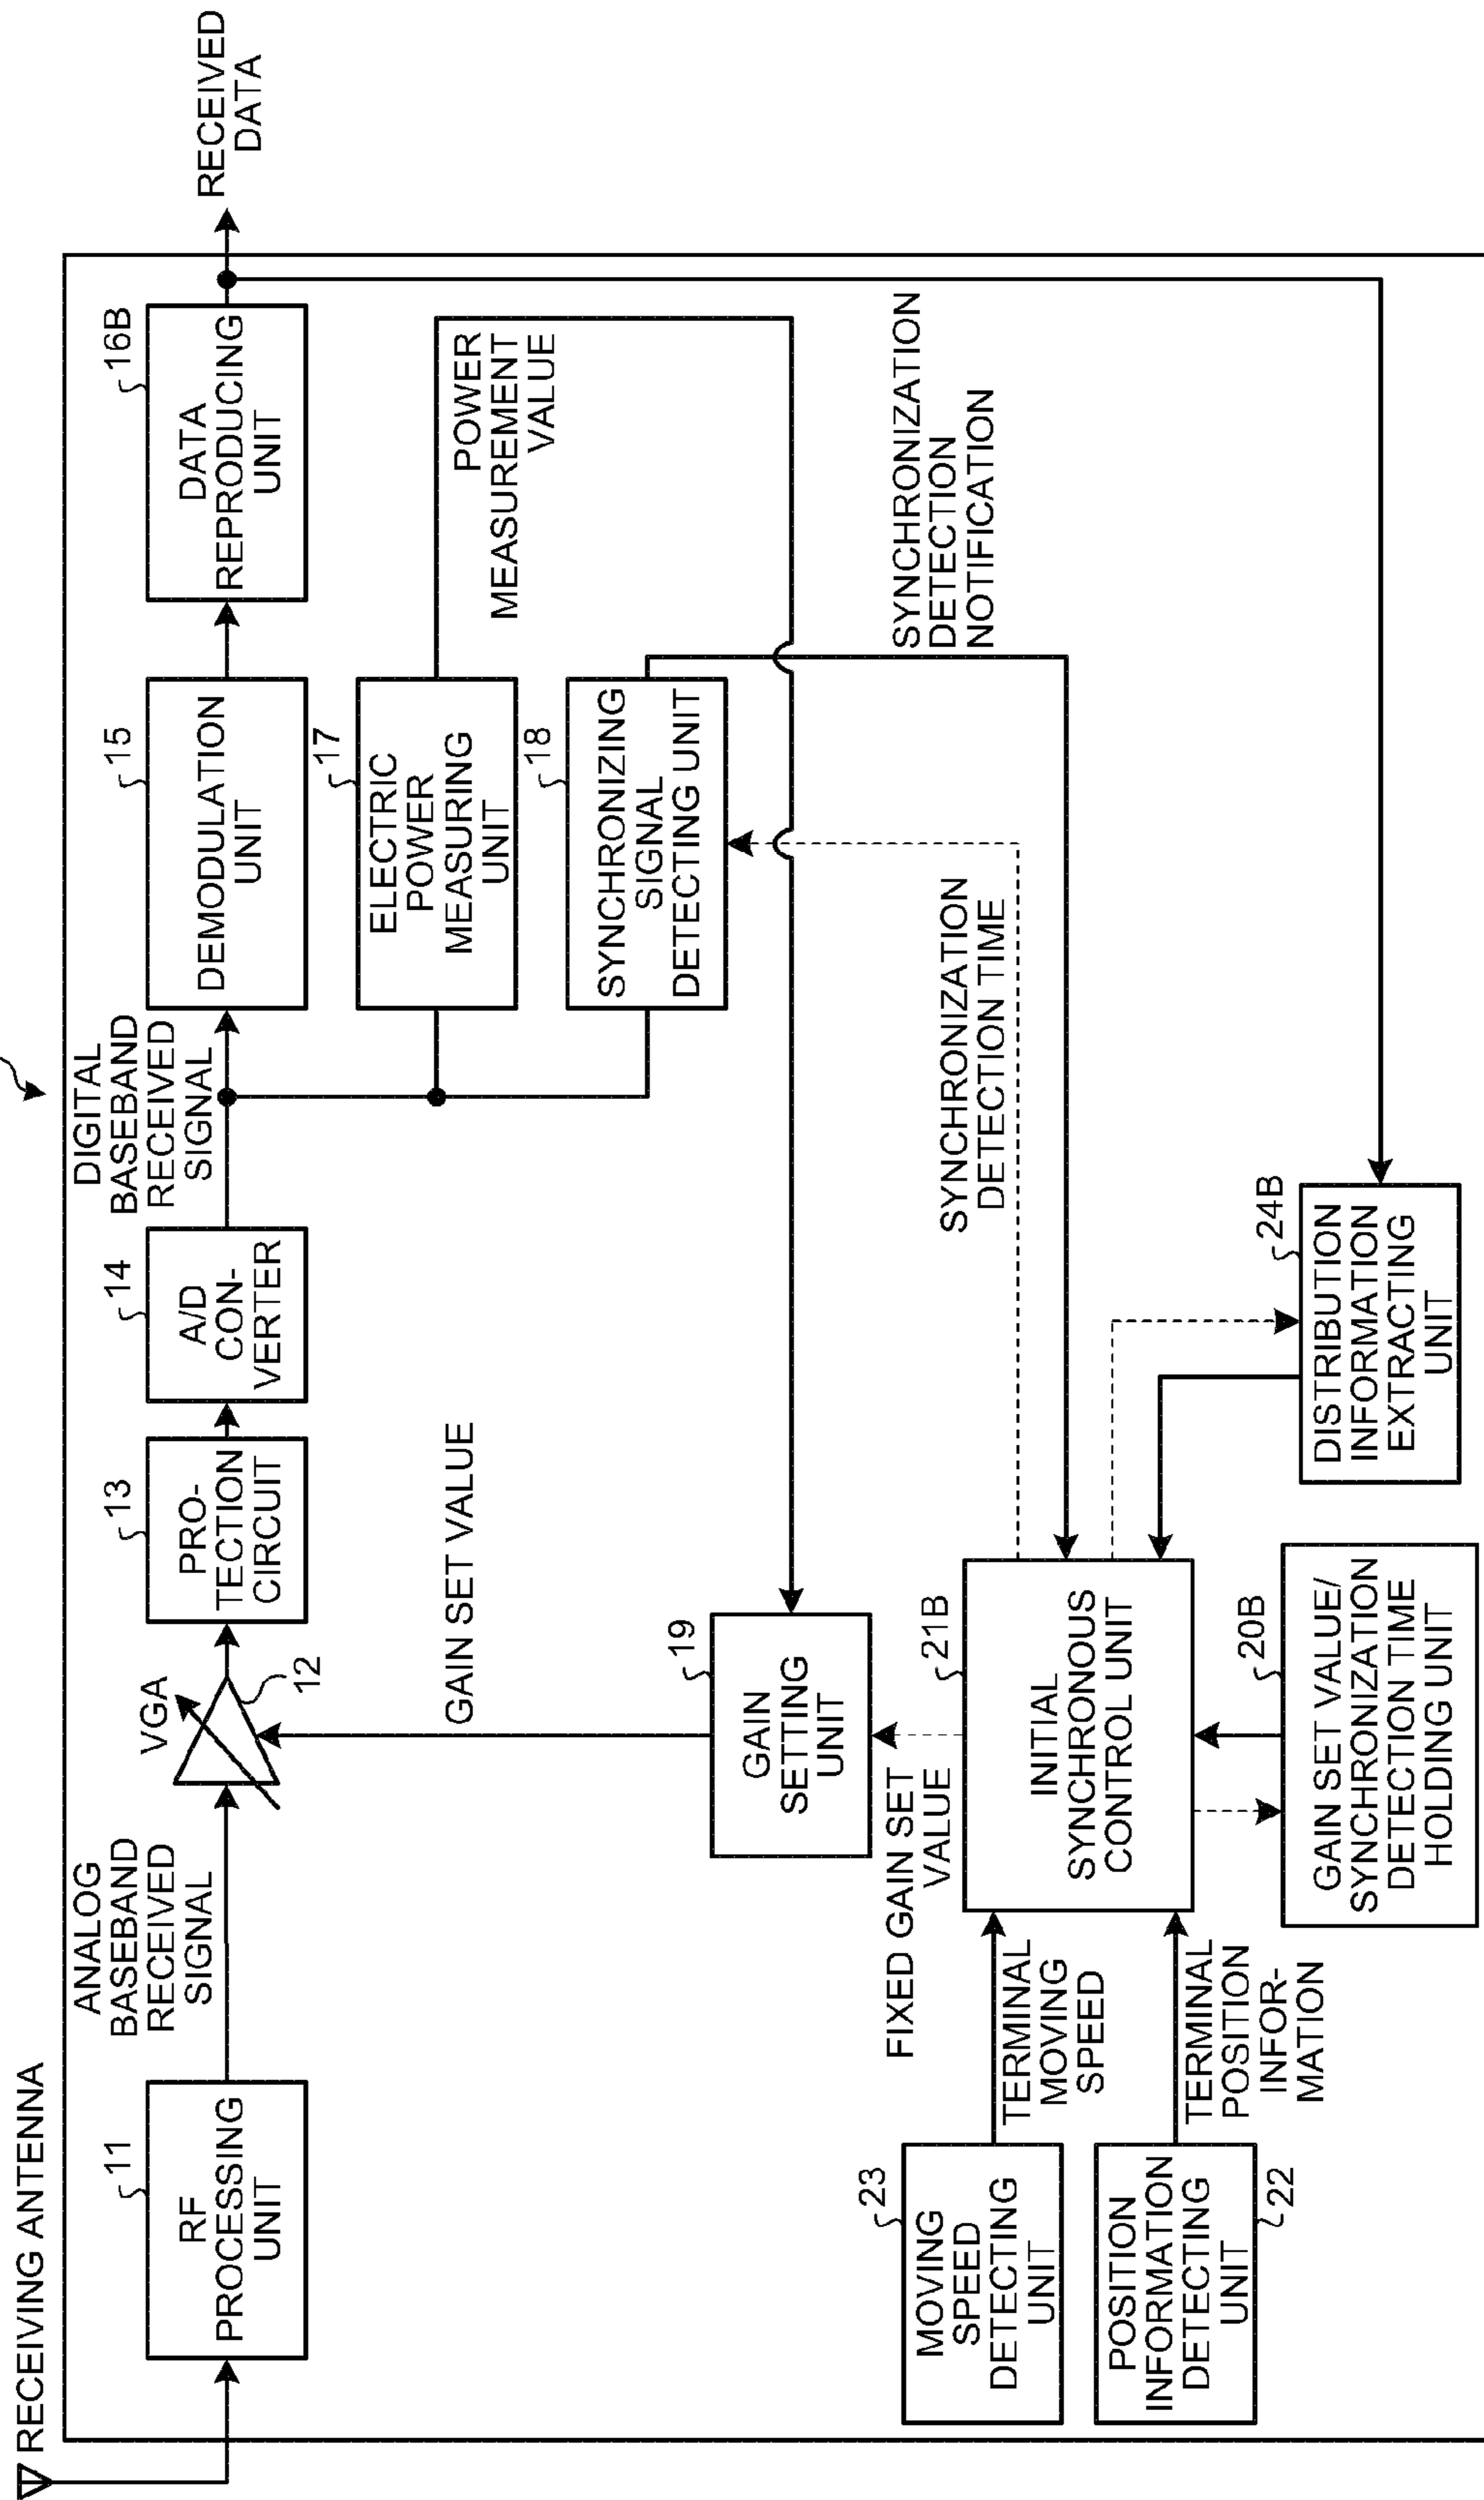 RECEIVING ANTENNA
11
RF
PROCESSING
UNIT
ANALOG
BASEBAND
RECEIVED
SIGNAL
VGA
12
13
PRO-
TECTION
CIRCUIT
14
A/D
CON-
VERTER
DIGITAL
BASEBAND
RECEIVED
SIGNAL
15
DEMODULATION
UNIT
16B
DATA
REPRODUCING
UNIT
RECEIVED
DATA
17
ELECTRIC
POWER
MEASURING
UNIT
POWER
MEASUREMENT
VALUE
18
SYNCHRONIZING
SIGNAL
DETECTING UNIT
GAIN SET VALUE
19
GAIN
SETTING
UNIT
SYNCHRONIZATION
DETECTION
NOTIFICATION
SYNCHRONIZATION
DETECTION TIME
FIXED GAIN SET
VALUE
23
MOVING
SPEED
DETECTING
UNIT
TERMINAL
MOVING
SPEED
21B
INITIAL
SYNCHRONOUS
CONTROL UNIT
POSITION
INFORMATION
DETECTING
UNIT
22
TERMINAL
POSITION
INFOR-
MATION
20B
GAIN SET VALUE/
SYNCHRONIZATION
DETECTION TIME
HOLDING UNIT
24B
DISTRIBUTION
INFORMATION
EXTRACTING
UNIT